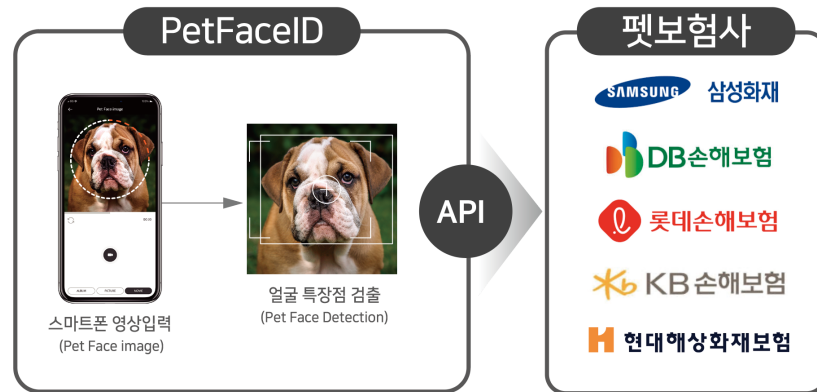 PetFaceID
Pet Face Image
스마트폰 영상입력
(Pet Face image)
얼굴 특장점 검출
(Pet Face Detection)
API
펫보험사
SAMSUNG 삼성화재
DB손해보험
롯데손해보험
KB손해보험
현대해상화재보험